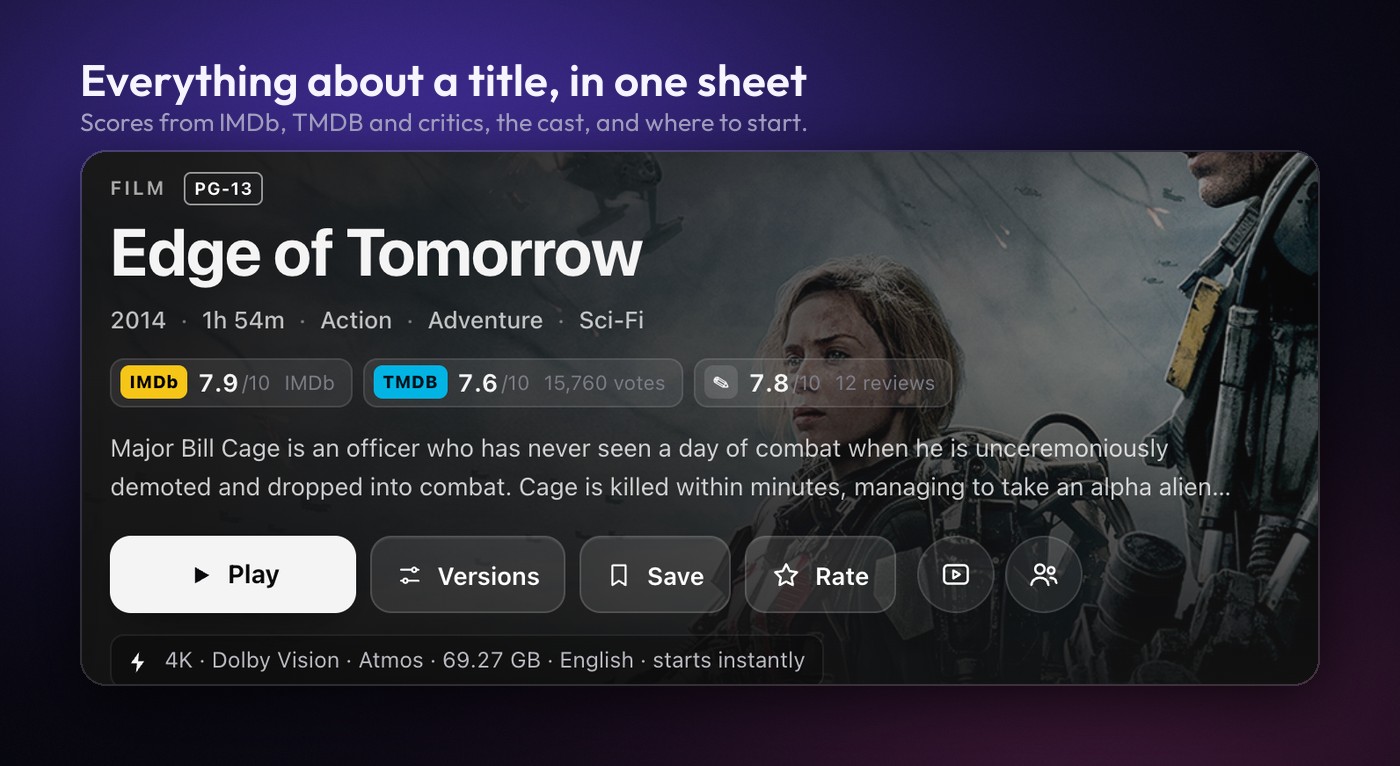 Everything about a title, in one sheet
Scores from IMDb, TMDB and critics, the cast, and where to start.
FILM PG-13
Edge of Tomorrow
2014 · 1h 54m · Action · Adventure · Sci-Fi
IMDb 7.9/10 IMDb TMDB 7.6/10 15,760 votes 7.8/10 12 reviews
Major Bill Cage is an officer who has never seen a day of combat when he is unceremoniously
demoted and dropped into combat. Cage is killed within minutes, managing to take an alpha alien...
Play Versions Save Rate
4K · Dolby Vision · Atmos · 69.27 GB · English · starts instantly